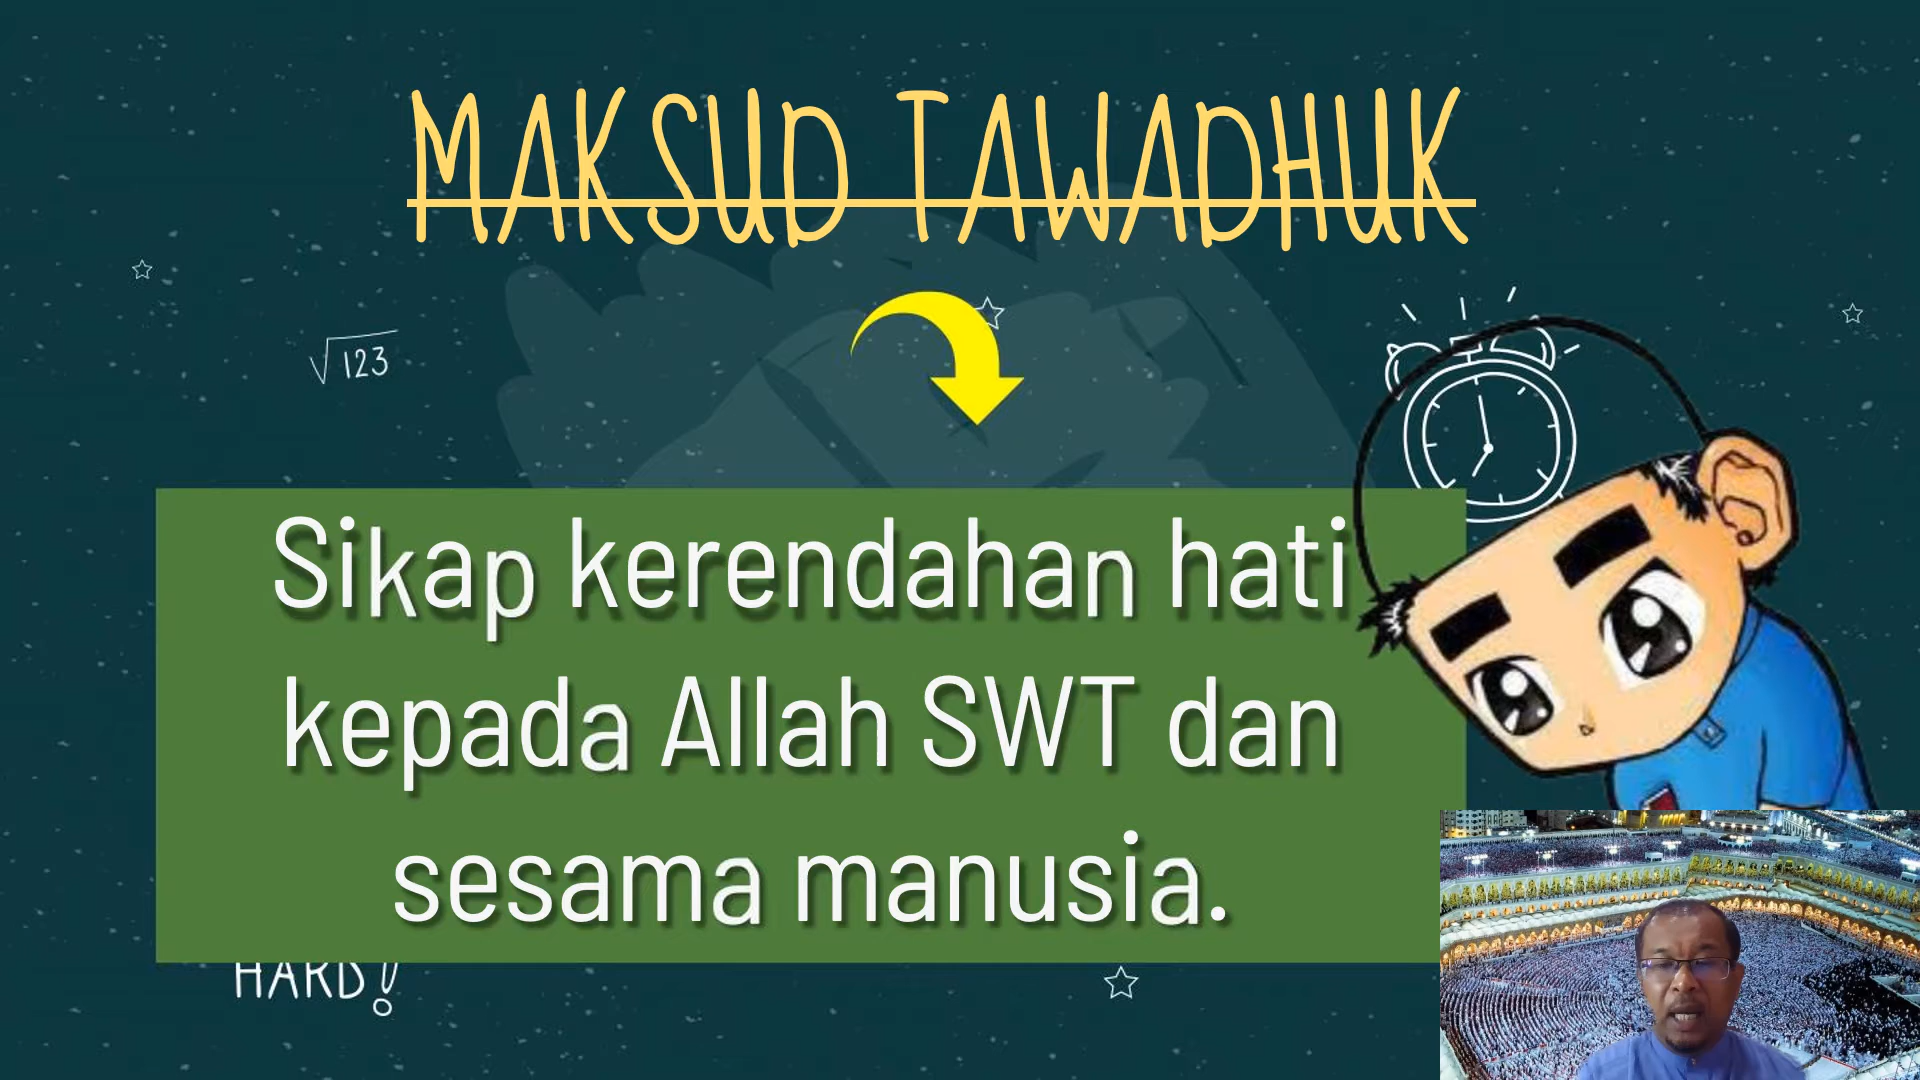 MAKSUD TAWADHUK
√123
Sikap kerendahan hati
kepada Allah SWT dan
sesama manusia.
HARD!